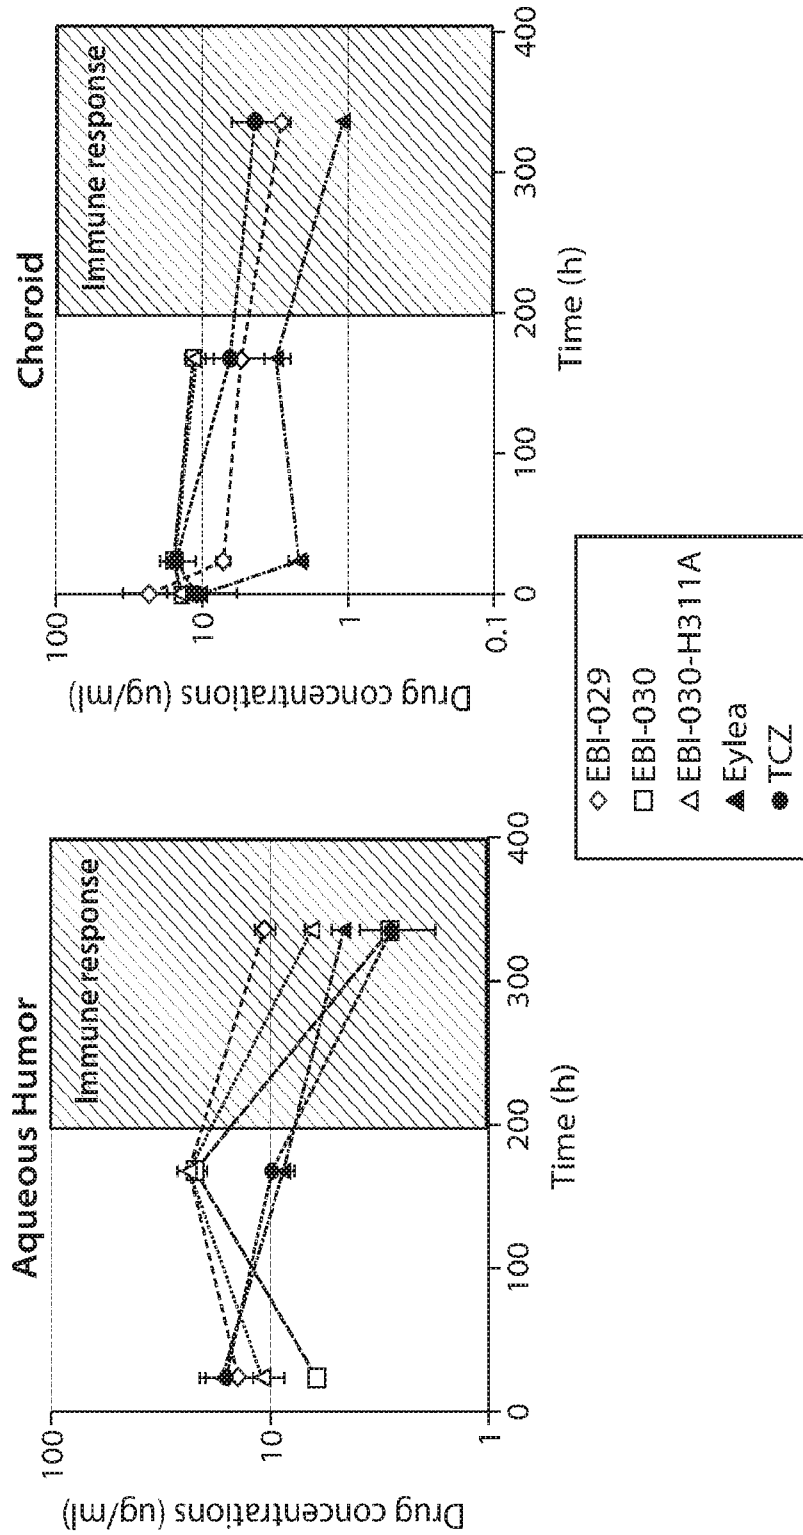 Aqueous Humor
Drug concentrations (ug/ml)
100
10
1
Immune response
0
100
200
300
400
Time (h)
Choroid
Drug concentrations (ug/ml)
100
10
1
0.1
Immune response
0
100
200
300
400
Time (h)
EBI-029
EBI-030
EBI-030-H311A
Eylea
TCZ